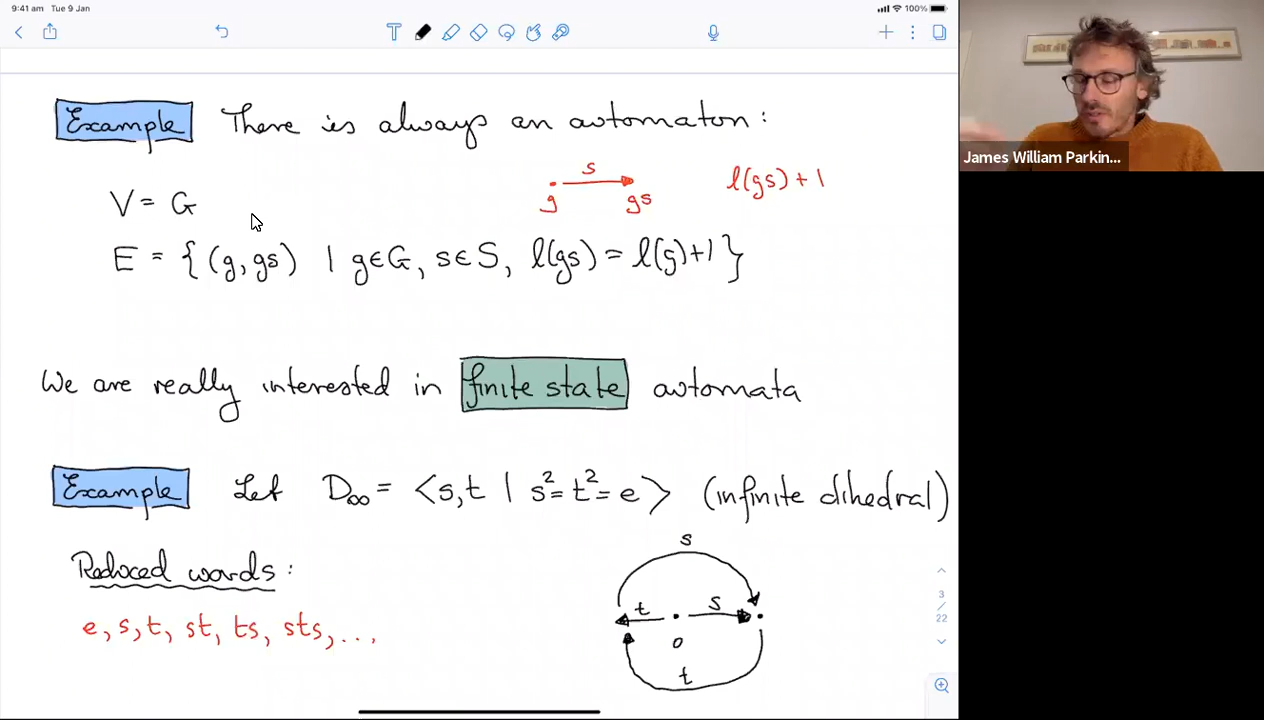 9:41 am Tue 9 Jan
100%
Example There is always an automaton:
s
g gs
l(gs)+1
V = G
E = { (g, gs) | g∈G, s∈S, l(gs) = l(g)+1 }
We are really interested in finite state automata
Example Let D∞ = <s,t | s²=t²=e> (infinite dihedral)
Reduced words:
e, s, t, st, ts, sts, ...
s
t s
o
t
3
/
22
James William Parkin...